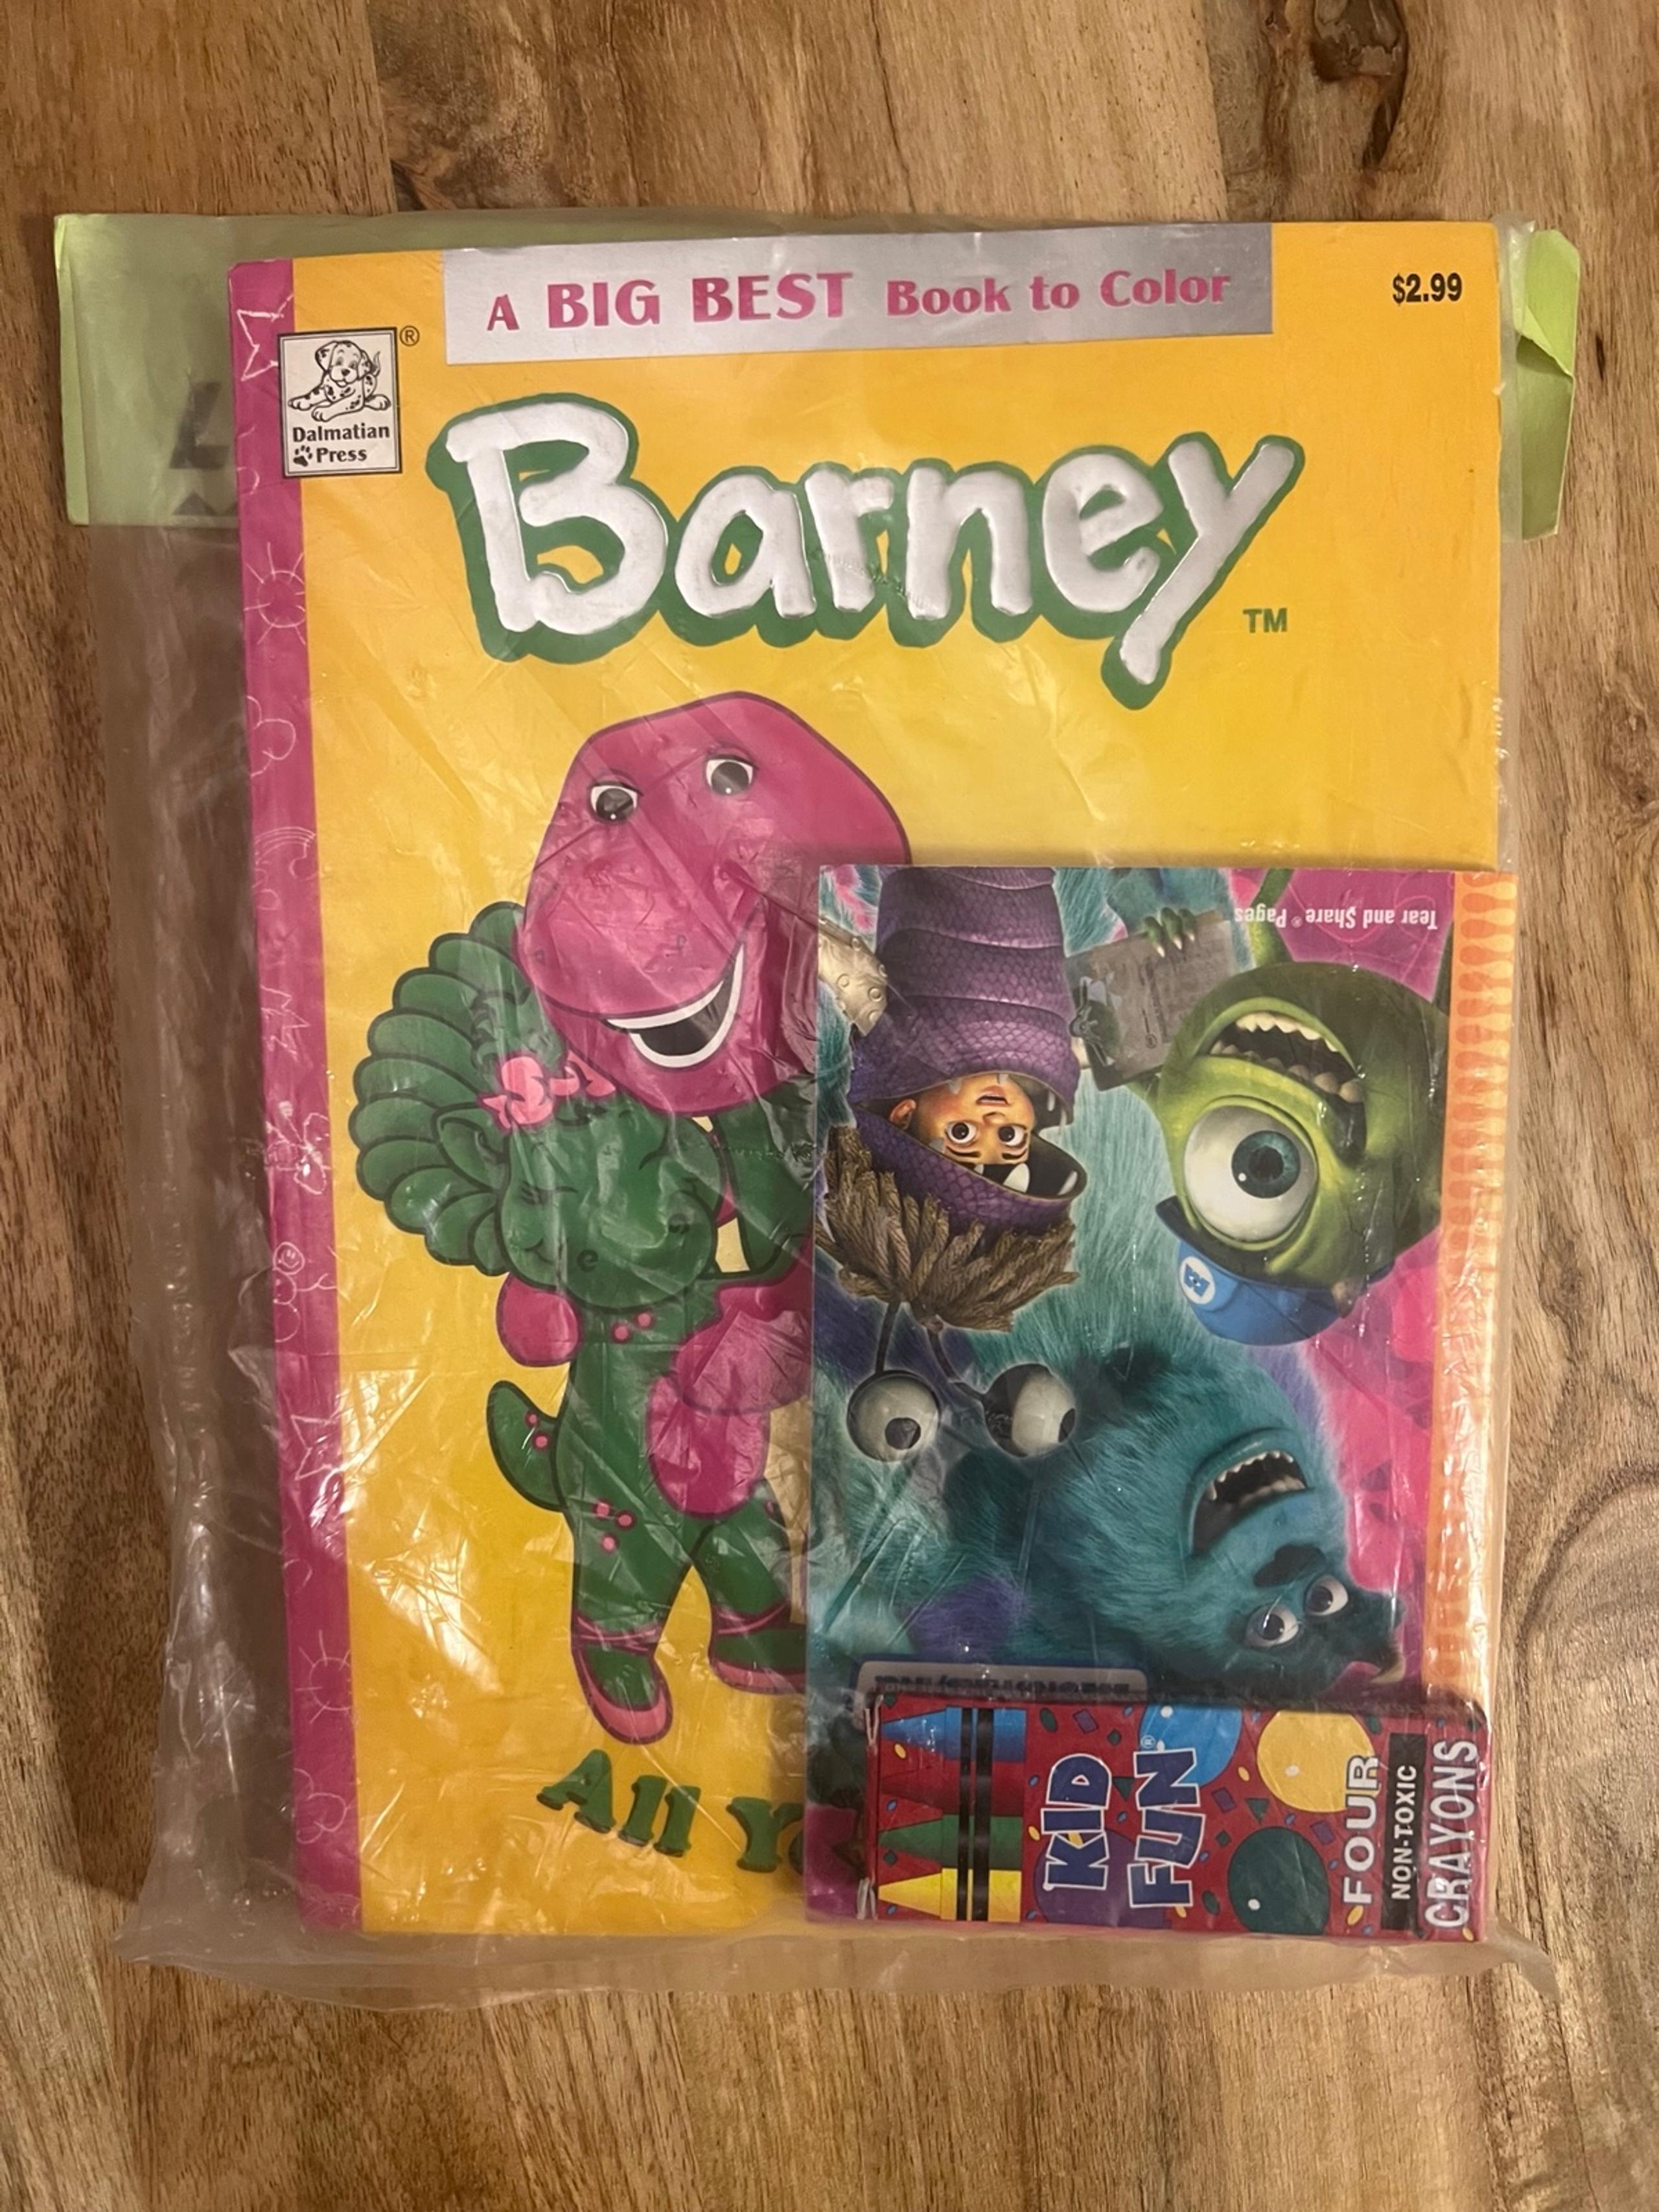 A BIG BEST Book to Color
$2.99
®
Dalmatian
Press
Barney
TM
Tear and Share® Pages
All
KID
FUN®
FOUR
NON-TOXIC
CRAYONS